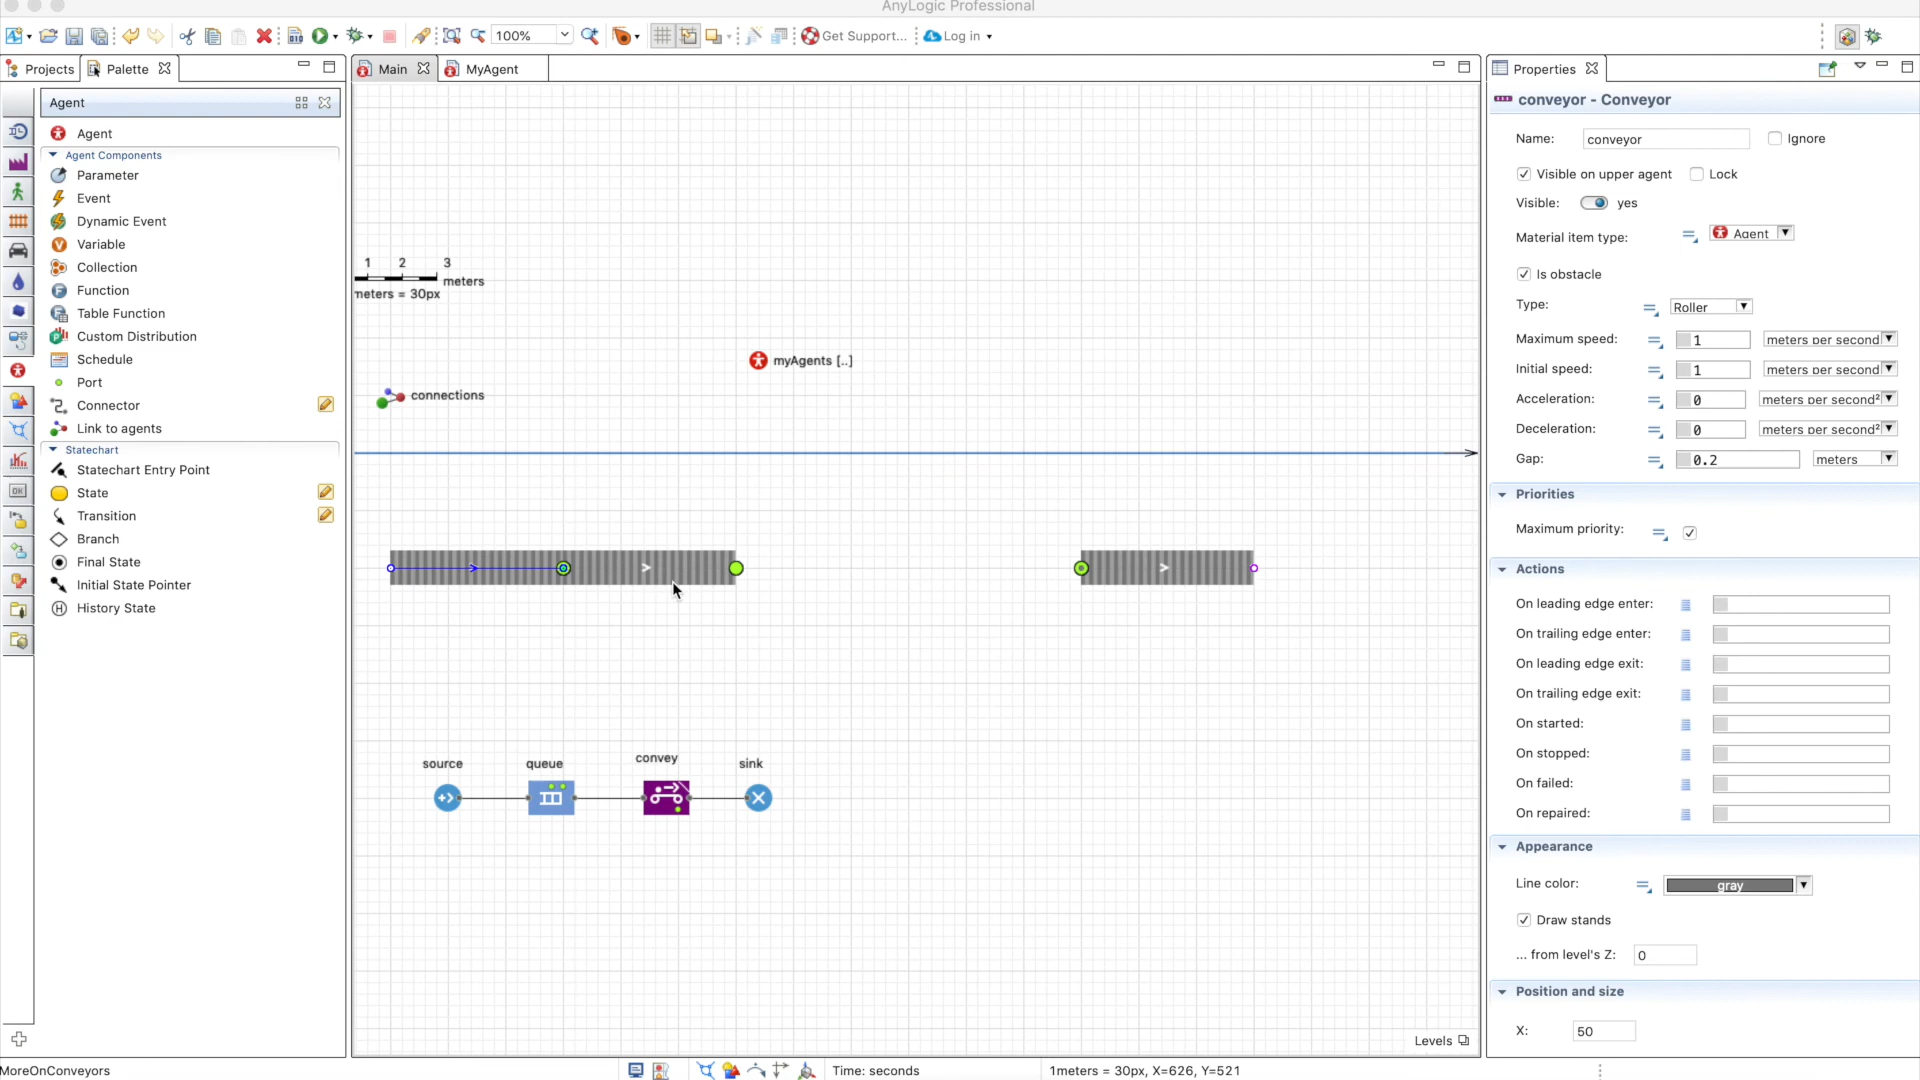 AnyLogic Professional
100%
Get Support...
Log in
Projects
Palette
Agent
Agent
Agent Components
Parameter
Event
Dynamic Event
Variable
Collection
Function
Table Function
Custom Distribution
Schedule
Port
Connector
Link to agents
Statechart
Statechart Entry Point
State
Transition
Branch
Final State
Initial State Pointer
History State
Main
MyAgent
1 2 3
meters
meters = 30px
myAgents [..]
connections
source
queue
convey
sink
Levels
Properties
conveyor - Conveyor
Name: conveyor Ignore
Visible on upper agent Lock
Visible: yes
Material item type: Agent
Is obstacle
Type: Roller
Maximum speed: 1 meters per second
Initial speed: 1 meters per second
Acceleration: 0 meters per second²
Deceleration: 0 meters per second²
Gap: 0.2 meters
Priorities
Maximum priority:
Actions
On leading edge enter:
On trailing edge enter:
On leading edge exit:
On trailing edge exit:
On started:
On stopped:
On failed:
On repaired:
Appearance
Line color: gray
Draw stands
... from level's Z: 0
Position and size
X: 50
MoreOnConveyors
Time: seconds
1meters = 30px, X=626, Y=521